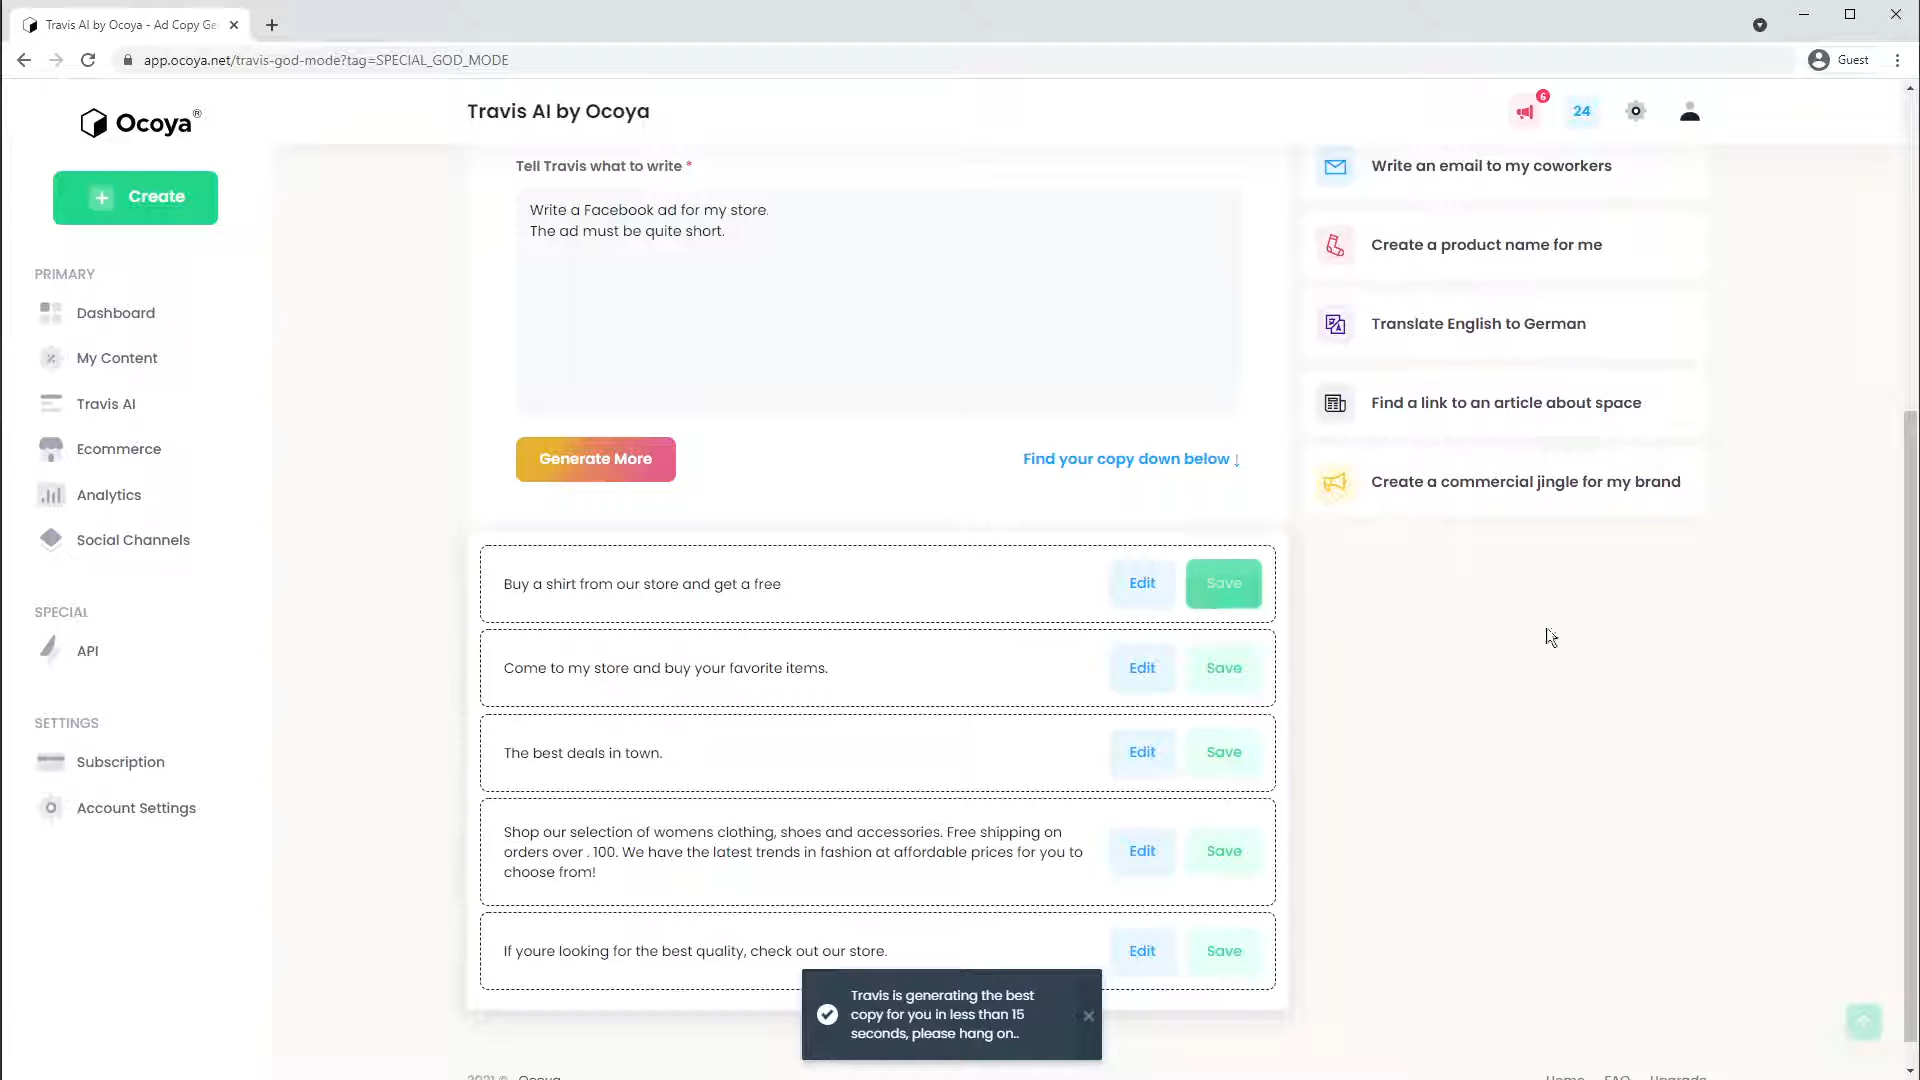 Travis AI by Ocoya - Ad Copy Ge
app.ocoya.net/travis-god-mode?tag=SPECIAL_GOD_MODE
Guest
Ocoya®
Travis AI by Ocoya
6
24
Create
PRIMARY
Dashboard
My Content
Travis AI
Ecommerce
Analytics
Social Channels
SPECIAL
API
SETTINGS
Subscription
Account Settings
Tell Travis what to write *
Write a Facebook ad for my store.
The ad must be quite short.
Generate More
Find your copy down below ↓
Write an email to my coworkers
Create a product name for me
Translate English to German
Find a link to an article about space
Create a commercial jingle for my brand
Buy a shirt from our store and get a free
Edit
Save
Come to my store and buy your favorite items.
Edit
Save
The best deals in town.
Edit
Save
Shop our selection of womens clothing, shoes and accessories. Free shipping on
orders over . 100. We have the latest trends in fashion at affordable prices for you to
choose from!
Edit
Save
If youre looking for the best quality, check out our store.
Edit
Save
Travis is generating the best
copy for you in less than 15
seconds, please hang on..
2021 © Ocoya
Home FAQ Upgrade